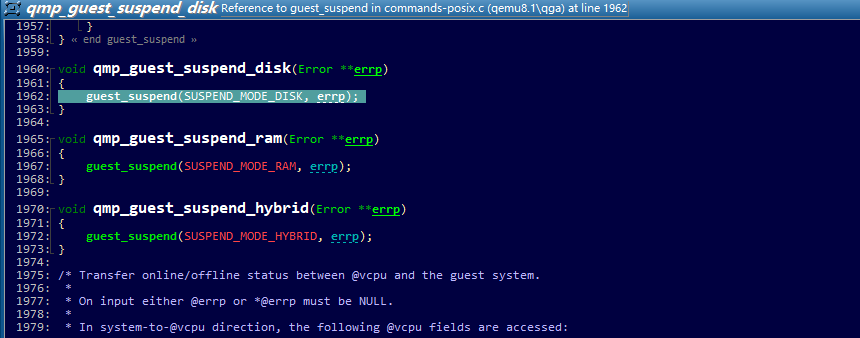 qmp_guest_suspend_disk Reference to guest_suspend in commands-posix.c (qemu8.1\qga) at line 1962
1957: }
1958: } « end guest_suspend »
1959:
1960: void qmp_guest_suspend_disk(Error **errp)
1961: {
1962: guest_suspend(SUSPEND_MODE_DISK, errp);
1963: }
1964:
1965: void qmp_guest_suspend_ram(Error **errp)
1966: {
1967: guest_suspend(SUSPEND_MODE_RAM, errp);
1968: }
1969:
1970: void qmp_guest_suspend_hybrid(Error **errp)
1971: {
1972: guest_suspend(SUSPEND_MODE_HYBRID, errp);
1973: }
1974:
1975: /* Transfer online/offline status between @vcpu and the guest system.
1976: *
1977: * On input either @errp or *@errp must be NULL.
1978: *
1979: * In system-to-@vcpu direction, the following @vcpu fields are accessed: